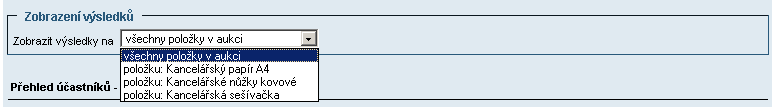 Zobrazení výsledků
Zobrazit výsledky na všechny položky v aukci
všechny položky v aukci
položku: Kancelářský papír A4
položku: Kancelářské nůžky kovové
Přehled účastníků - položku: Kancelářská sešívačka